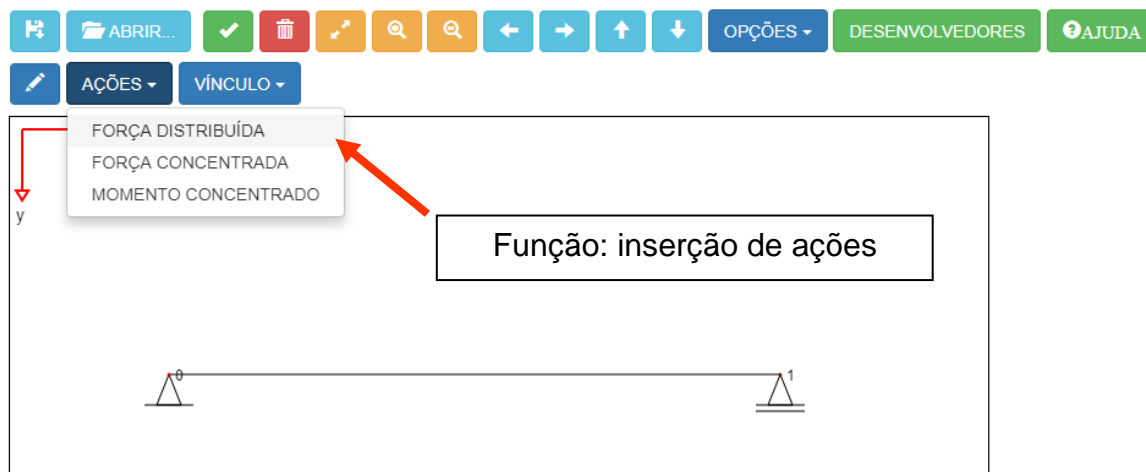 ABRIR... OPÇÕES DESENVOLVEDORES AJUDA
AÇÕES VÍNCULO
FORÇA DISTRIBUÍDA
FORÇA CONCENTRADA
MOMENTO CONCENTRADO
y
Função: inserção de ações
0 1